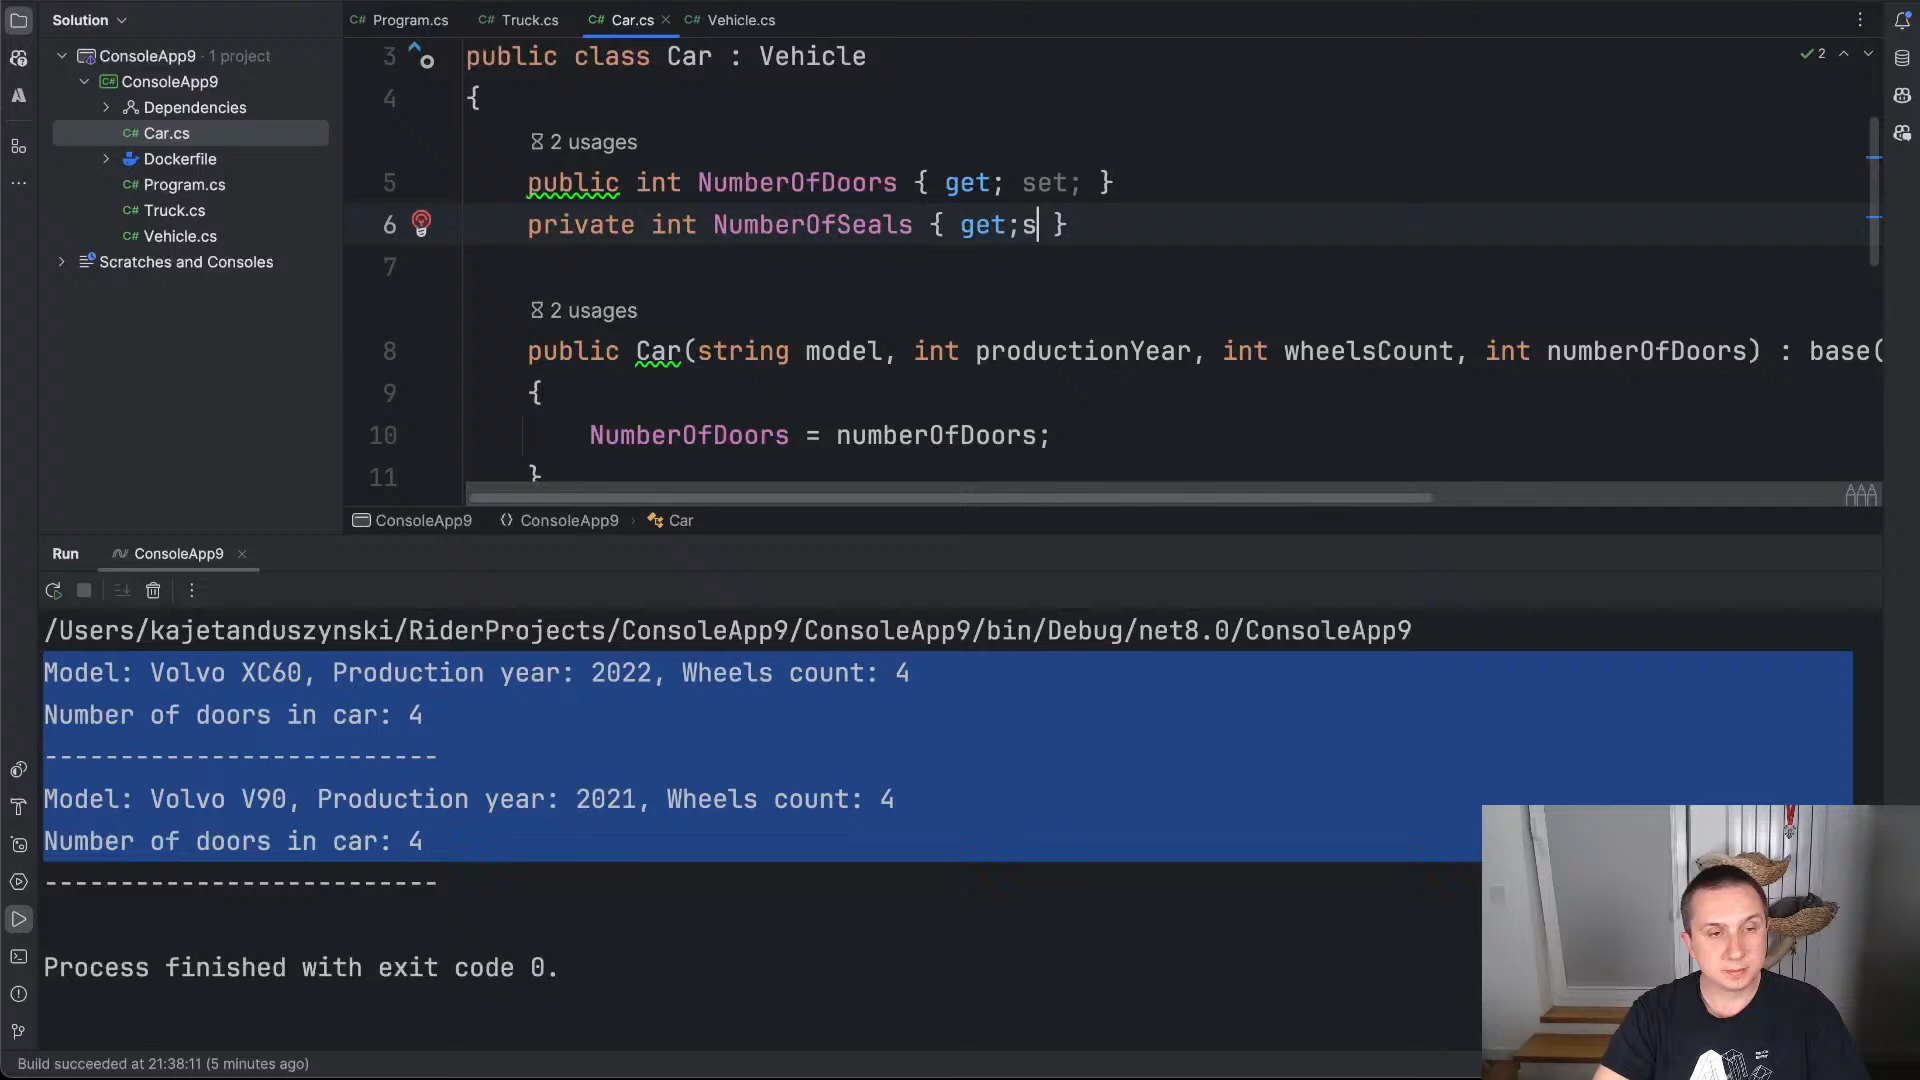 Solution
Program.cs
Truck.cs
Car.cs
Vehicle.cs
ConsoleApp9 · 1 project
ConsoleApp9
Dependencies
Car.cs
Dockerfile
Program.cs
Truck.cs
Vehicle.cs
Scratches and Consoles
2
3 public class Car : Vehicle
4 {
2 usages
5 public int NumberOfDoors { get; set; }
6 private int NumberOfSeals { get;s }
7
2 usages
8 public Car(string model, int productionYear, int wheelsCount, int numberOfDoors) : base(
9 {
10 NumberOfDoors = numberOfDoors;
11 }
ConsoleApp9
ConsoleApp9 › Car
Run
ConsoleApp9
/Users/kajetanduszynski/RiderProjects/ConsoleApp9/ConsoleApp9/bin/Debug/net8.0/ConsoleApp9
Model: Volvo XC60, Production year: 2022, Wheels count: 4
Number of doors in car: 4
--------------------------
Model: Volvo V90, Production year: 2021, Wheels count: 4
Number of doors in car: 4
--------------------------
Process finished with exit code 0.
Build succeeded at 21:38:11 (5 minutes ago)